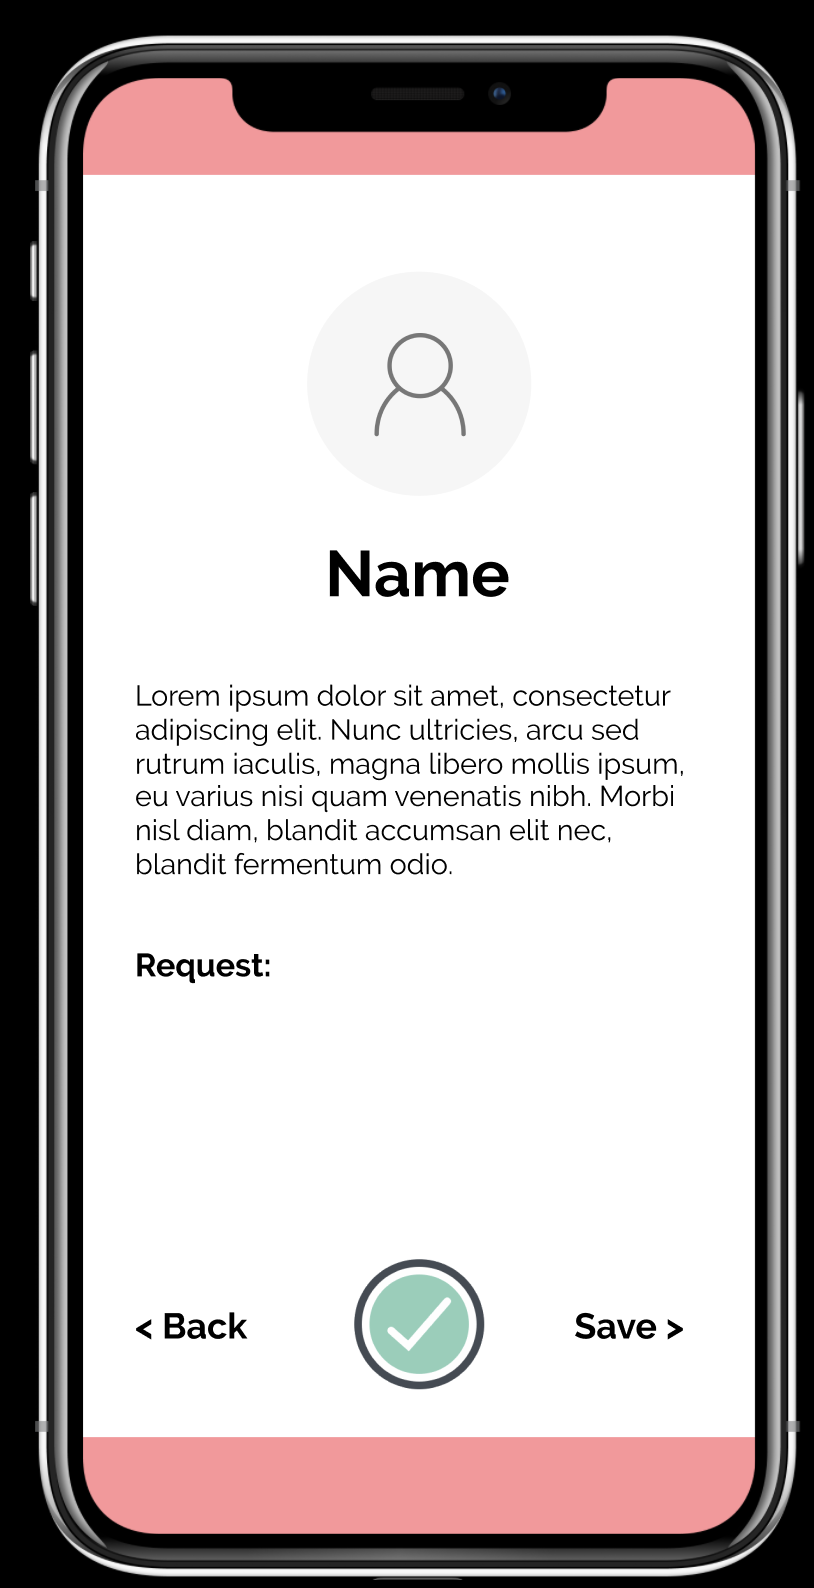 Name
Lorem ipsum dolor sit amet, consectetur
adipiscing elit. Nunc ultricies, arcu sed
rutrum iaculis, magna libero mollis ipsum,
eu varius nisi quam venenatis nibh. Morbi
nisl diam, blandit accumsan elit nec,
blandit fermentum odio.
Request:
< Back
Save >